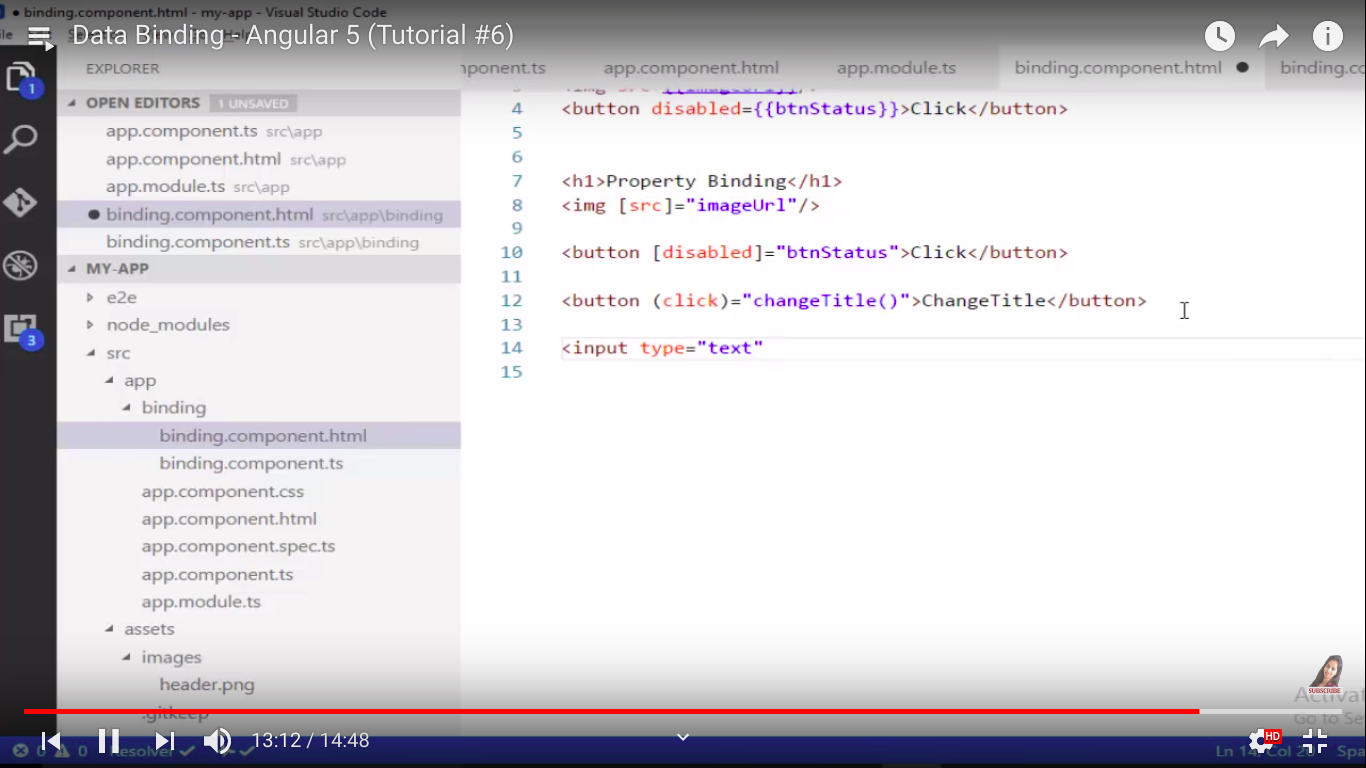 binding.component.html - my-app - Visual Studio Code
Data Binding - Angular 5 (Tutorial #6)
EXPLORER
OPEN EDITORS 1 UNSAVED
app.component.ts src\app
app.component.html src\app
app.module.ts src\app
binding.component.html src\app\binding
binding.component.ts src\app\binding
MY-APP
e2e
node_modules
src
app
binding
binding.component.html
binding.component.ts
app.component.css
app.component.html
app.component.spec.ts
app.component.ts
app.module.ts
assets
images
header.png
.gitkeep
1
3
ponent.ts app.component.html app.module.ts binding.component.html binding.co
4 <button disabled={{btnStatus}}>Click</button>
5
6
7 <h1>Property Binding</h1>
8 <img [src]="imageUrl"/>
9
10 <button [disabled]="btnStatus">Click</button>
11
12 <button (click)="changeTitle()">ChangeTitle</button>
13
14 <input type="text"
15
SUBSCRIBE
Activat
Go to Se
13:12 / 14:48
HD
0 0
Ln 14, Col Spa